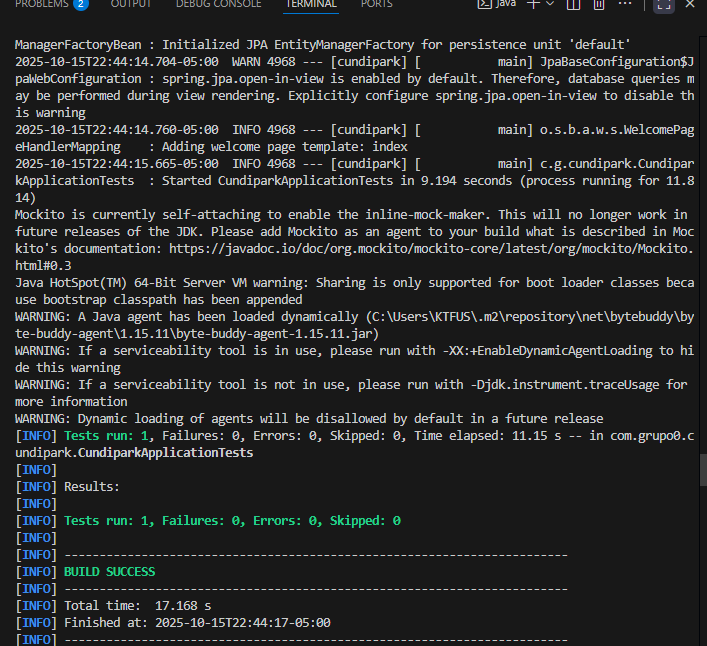 PROBLEMS 2 OUTPUT DEBUG CONSOLE TERMINAL PORTS java
ManagerFactoryBean : Initialized JPA EntityManagerFactory for persistence unit 'default'
2025-10-15T22:44:14.704-05:00  WARN 4968 --- [cundipark] [           main] JpaBaseConfiguration$J
paWebConfiguration : spring.jpa.open-in-view is enabled by default. Therefore, database queries m
ay be performed during view rendering. Explicitly configure spring.jpa.open-in-view to disable th
is warning
2025-10-15T22:44:14.760-05:00  INFO 4968 --- [cundipark] [           main] o.s.b.a.w.s.WelcomePag
eHandlerMapping    : Adding welcome page template: index
2025-10-15T22:44:15.665-05:00  INFO 4968 --- [cundipark] [           main] c.g.cundipark.Cundipar
kApplicationTests  : Started CundiparkApplicationTests in 9.194 seconds (process running for 11.8
14)
Mockito is currently self-attaching to enable the inline-mock-maker. This will no longer work in
future releases of the JDK. Please add Mockito as an agent to your build what is described in Moc
kito's documentation: https://javadoc.io/doc/org.mockito/mockito-core/latest/org/mockito/Mockito.
html#0.3
Java HotSpot(TM) 64-Bit Server VM warning: Sharing is only supported for boot loader classes beca
use bootstrap classpath has been appended
WARNING: A Java agent has been loaded dynamically (C:\Users\KTFUS\.m2\repository\net\bytebuddy\by
te-buddy-agent\1.15.11\byte-buddy-agent-1.15.11.jar)
WARNING: If a serviceability tool is in use, please run with -XX:+EnableDynamicAgentLoading to hi
de this warning
WARNING: If a serviceability tool is not in use, please run with -Djdk.instrument.traceUsage for
more information
WARNING: Dynamic loading of agents will be disallowed by default in a future release
[INFO] Tests run: 1, Failures: 0, Errors: 0, Skipped: 0, Time elapsed: 11.15 s -- in com.grupo0.c
undipark.CundiparkApplicationTests
[INFO]
[INFO] Results:
[INFO]
[INFO] Tests run: 1, Failures: 0, Errors: 0, Skipped: 0
[INFO]
[INFO] ------------------------------------------------------------------------
[INFO] BUILD SUCCESS
[INFO] ------------------------------------------------------------------------
[INFO] Total time:  17.168 s
[INFO] Finished at: 2025-10-15T22:44:17-05:00
[INFO] ------------------------------------------------------------------------